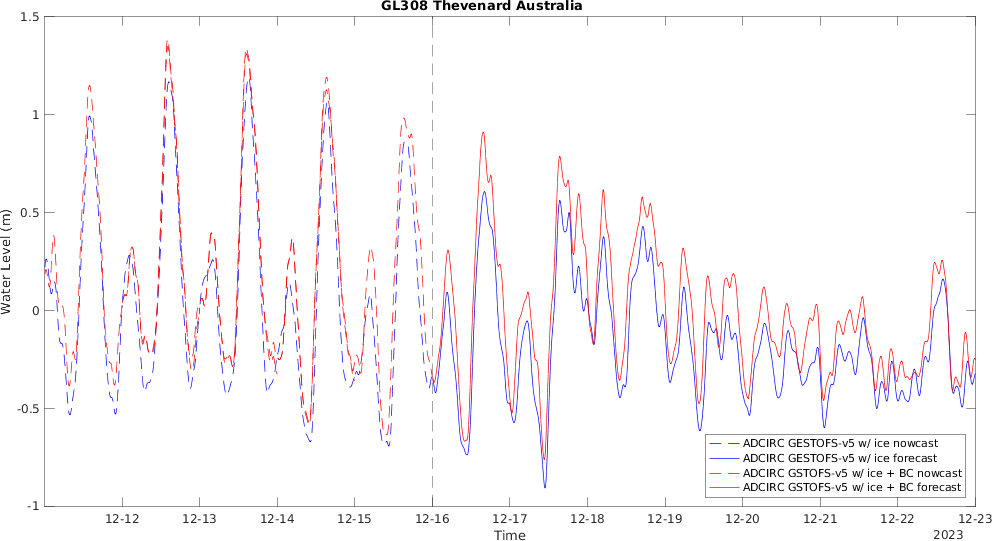 GL308 Thevenard Australia
1.5
1
0.5
0
-0.5
-1
Water Level (m)
ADCIRC GESTOFS-v5 w/ ice nowcast
ADCIRC GESTOFS-v5 w/ ice forecast
ADCIRC GSTOFS-v5 w/ ice + BC nowcast
ADCIRC GSTOFS-v5 w/ ice + BC forecast
12-12 12-13 12-14 12-15 12-16 12-17 12-18 12-19 12-20 12-21 12-22 12-23
Time
2023